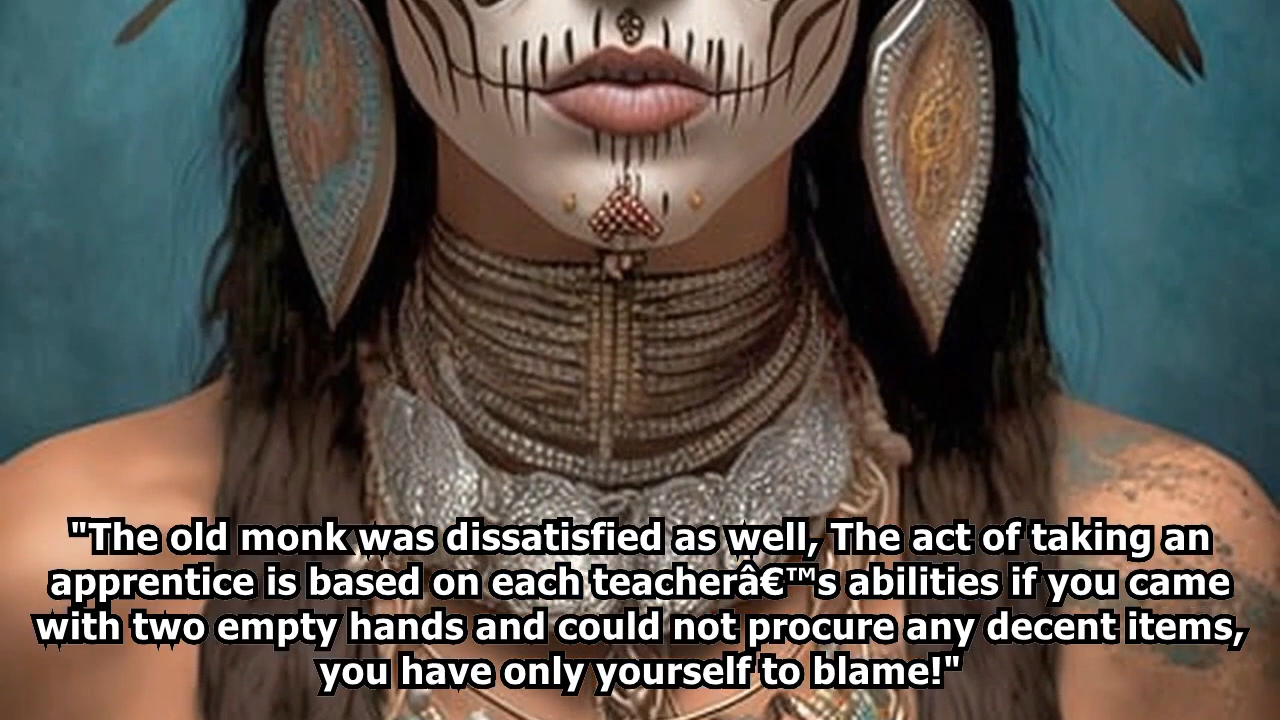 "The old monk was dissatisfied as well, The act of taking an
apprentice is based on each teacherâ€™s abilities if you came
with two empty hands and could not procure any decent items,
you have only yourself to blame!"